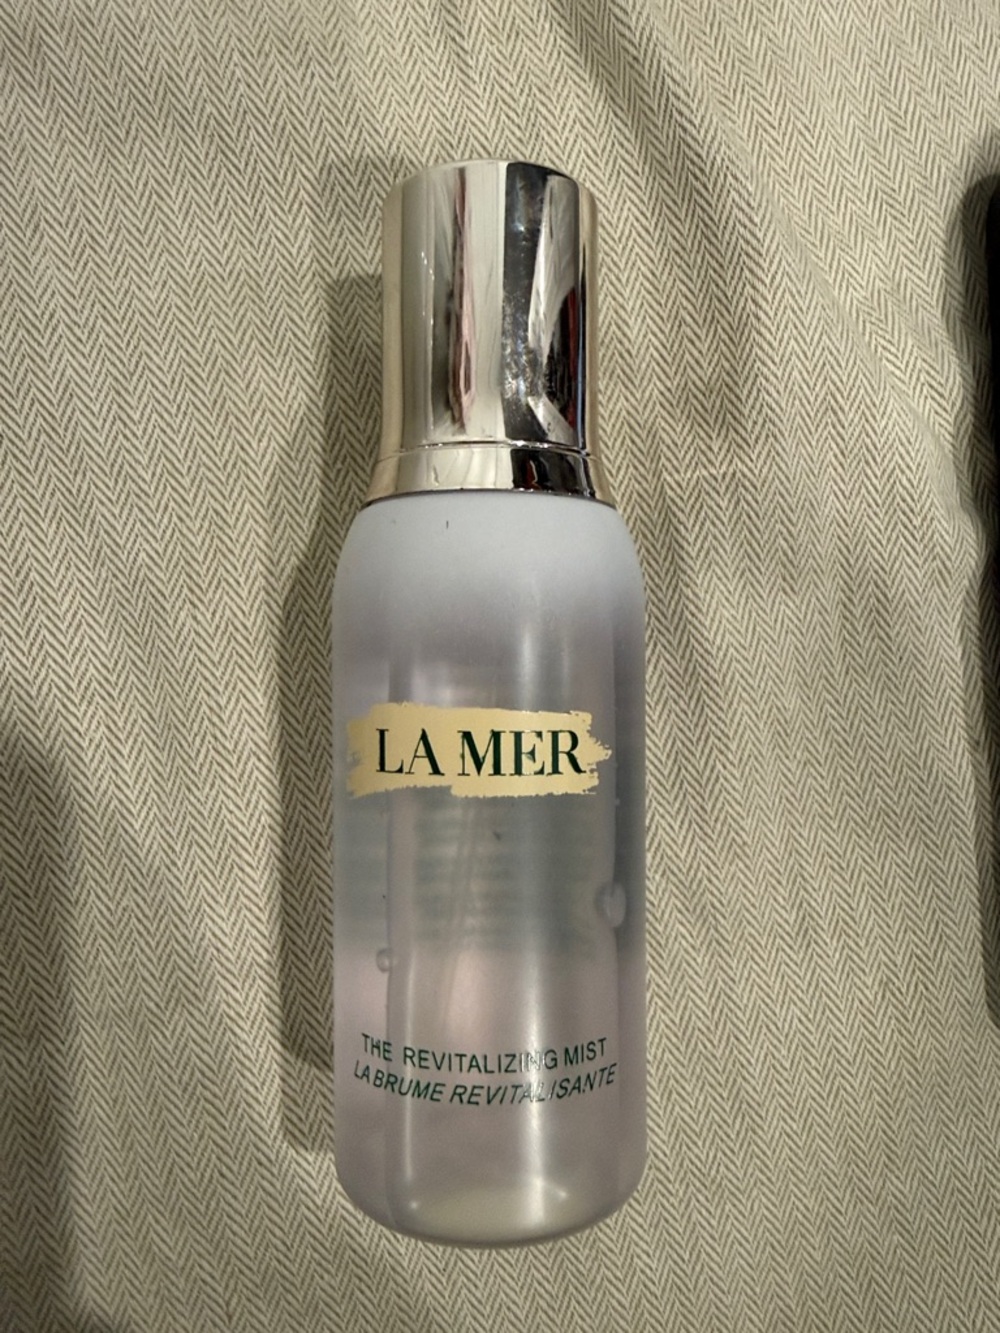 LA MER
THE REVITALIZING MIST
LA BRUME REVITALISANTE